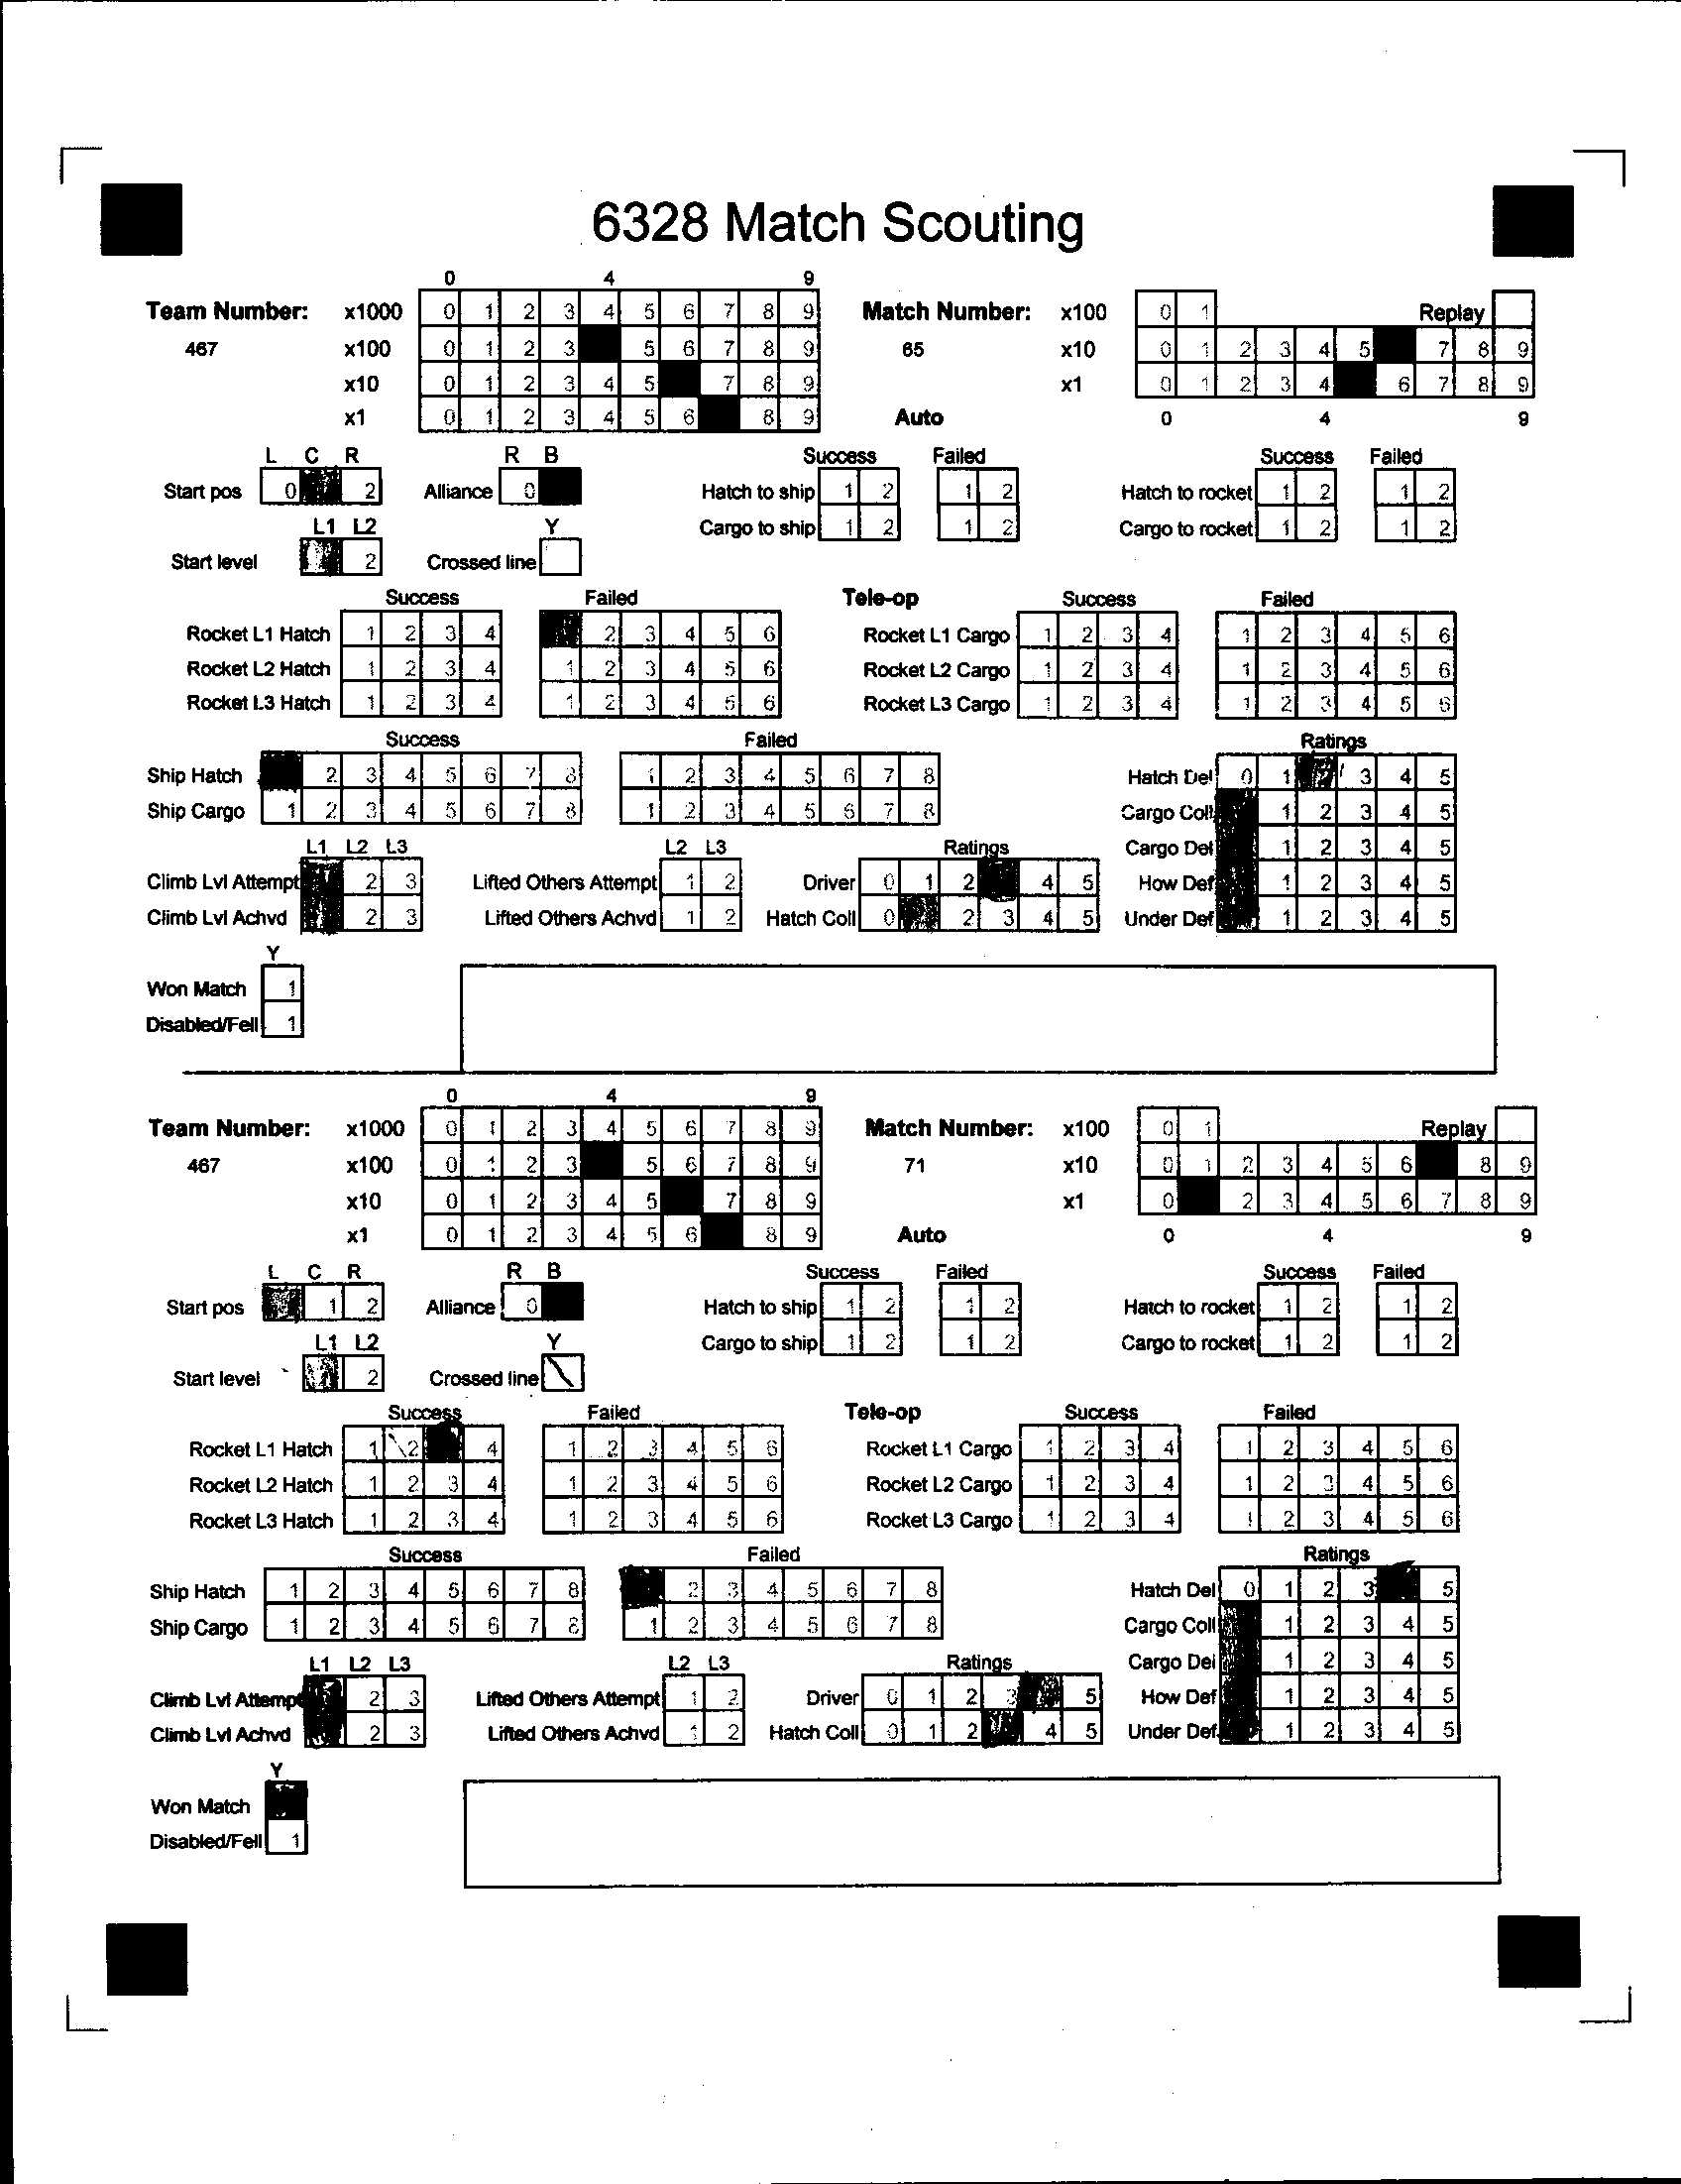 6328 Match Scouting
0 4 9
Team Number: x1000 0 1 2 3 4 5 6 7 8 9 Match Number: x100 0 1 Replay
467 x100 0 1 2 3 5 6 7 8 9 65 x10 0 1 2 3 4 5 7 8 9
x10 0 1 2 3 4 5 7 8 9 x1 0 1 2 3 4 6 7 8 9
x1 0 1 2 3 4 5 6 8 9 Auto 0 4 9
L C R R B Success Failed Success Failed
Start pos 0 2 Alliance 0 Hatch to ship 1 2 1 2 Hatch to rocket 1 2 1 2
L1 L2 Y Cargo to ship 1 2 1 2 Cargo to rocket 1 2 1 2
Start level 2 Crossed line
Success Failed Tele-op Success Failed
Rocket L1 Hatch 1 2 3 4 2 3 4 5 6 Rocket L1 Cargo 1 2 3 4 1 2 3 4 5 6
Rocket L2 Hatch 1 2 3 4 1 2 3 4 5 6 Rocket L2 Cargo 1 2 3 4 1 2 3 4 5 6
Rocket L3 Hatch 1 2 3 4 1 2 3 4 5 6 Rocket L3 Cargo 1 2 3 4 1 2 3 4 5 6
Success Failed Ratings
Ship Hatch 2 3 4 5 6 7 8 1 2 3 4 5 6 7 8 Hatch Del 0 1 3 4 5
Ship Cargo 1 2 3 4 5 6 7 8 1 2 3 4 5 6 7 8 Cargo Coll 1 2 3 4 5
L1 L2 L3 L2 L3 Ratings Cargo Del 1 2 3 4 5
Climb Lvl Attempt 2 3 Lifted Others Attempt 1 2 Driver 0 1 2 4 5 How Def 1 2 3 4 5
Climb Lvl Achvd 2 3 Lifted Others Achvd 1 2 Hatch Coll 0 2 3 4 5 Under Def 1 2 3 4 5
Y
Won Match 1
Disabled/Fell 1
0 4 9
Team Number: x1000 0 1 2 3 4 5 6 7 8 9 Match Number: x100 0 1 Replay
467 x100 0 1 2 3 5 6 7 8 9 71 x10 0 1 2 3 4 5 6 8 9
x10 0 1 2 3 4 5 7 8 9 x1 0 2 3 4 5 6 7 8 9
x1 0 1 2 3 4 5 6 8 9 Auto 0 4 9
L C R R B Success Failed Success Failed
Start pos 1 2 Alliance 0 Hatch to ship 1 2 1 2 Hatch to rocket 1 2 1 2
L1 L2 Y Cargo to ship 1 2 1 2 Cargo to rocket 1 2 1 2
Start level 2 Crossed line
Success Failed Tele-op Success Failed
Rocket L1 Hatch 1 2 4 1 2 3 4 5 6 Rocket L1 Cargo 1 2 3 4 1 2 3 4 5 6
Rocket L2 Hatch 1 2 3 4 1 2 3 4 5 6 Rocket L2 Cargo 1 2 3 4 1 2 3 4 5 6
Rocket L3 Hatch 1 2 3 4 1 2 3 4 5 6 Rocket L3 Cargo 1 2 3 4 1 2 3 4 5 6
Success Failed Ratings
Ship Hatch 1 2 3 4 5 6 7 8 2 3 4 5 6 7 8 Hatch Del 0 1 2 3 5
Ship Cargo 1 2 3 4 5 6 7 8 1 2 3 4 5 6 7 8 Cargo Coll 1 2 3 4 5
L1 L2 L3 L2 L3 Ratings Cargo Del 1 2 3 4 5
Climb Lvl Attempt 2 3 Lifted Others Attempt 1 2 Driver 0 1 2 3 5 How Def 1 2 3 4 5
Climb Lvl Achvd 2 3 Lifted Others Achvd 1 2 Hatch Coll 0 1 2 4 5 Under Def 1 2 3 4 5
Y
Won Match
Disabled/Fell 1